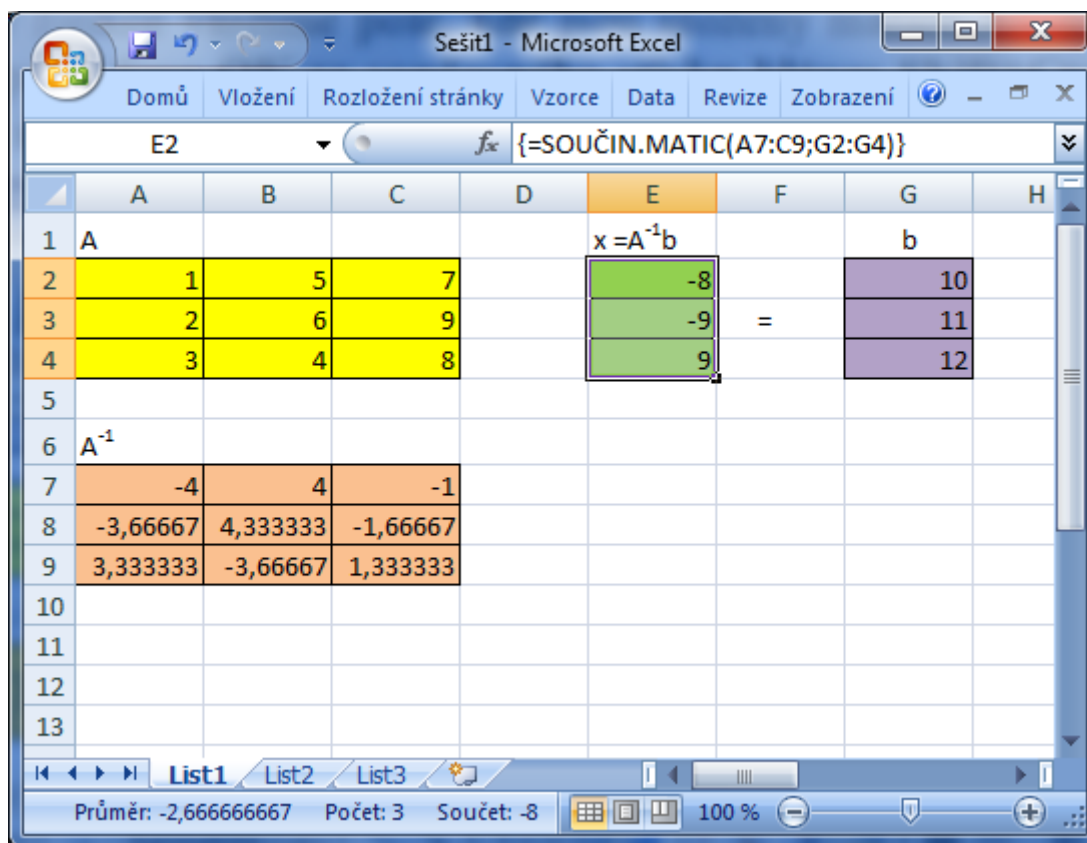 Sešit1 - Microsoft Excel
Domů Vložení Rozložení stránky Vzorce Data Revize Zobrazení
E2 fx {=SOUČIN.MATIC(A7:C9;G2:G4)}
A B C D E F G H
1 A x =A⁻¹b b
2 1 5 7 -8 10
3 2 6 9 -9 = 11
4 3 4 8 9 12
5
6 A⁻¹
7 -4 4 -1
8 -3,66667 4,333333 -1,66667
9 3,333333 -3,66667 1,333333
10
11
12
13
List1 List2 List3
Průměr: -2,666666667 Počet: 3 Součet: -8 100 %